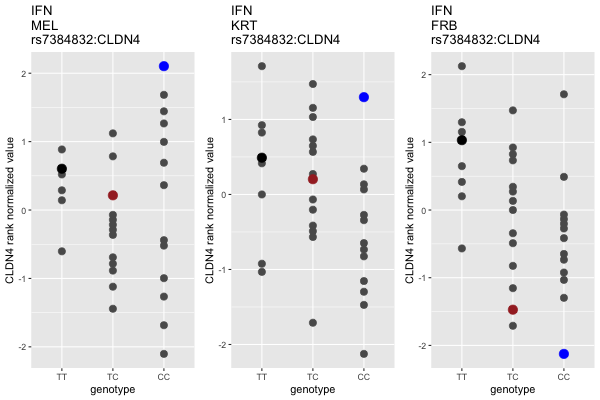 IFN
MEL
rs7384832:CLDN4
CLDN4 rank normalized value
2
1
0
-1
-2
TT
TC
CC
genotype
IFN
KRT
rs7384832:CLDN4
CLDN4 rank normalized value
1
0
-1
-2
TT
TC
CC
genotype
IFN
FRB
rs7384832:CLDN4
CLDN4 rank normalized value
2
1
0
-1
-2
TT
TC
CC
genotype